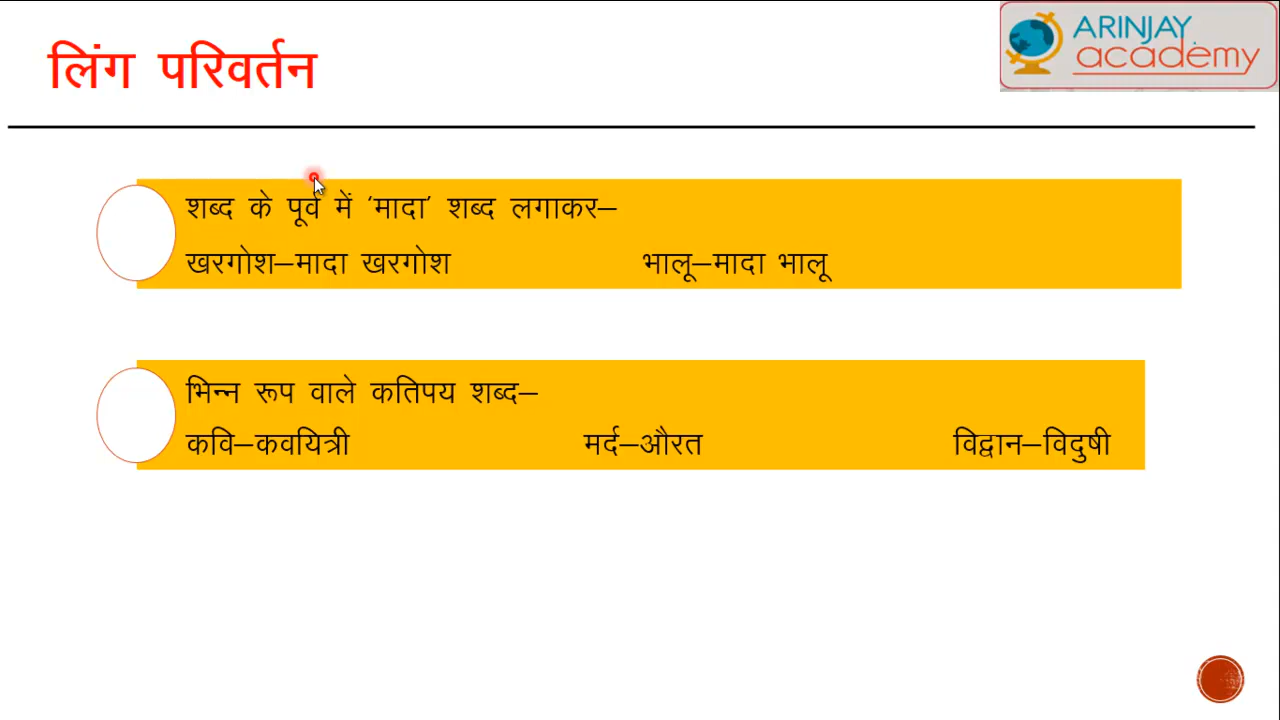 लिंग परिवर्तन
ARINJAY
academy
शब्द के पूर्व में 'मादा' शब्द लगाकर–
खरगोश–मादा खरगोश भालू–मादा भालू
भिन्न रूप वाले कतिपय शब्द–
कवि–कवयित्री मर्द–औरत विद्वान–विदुषी